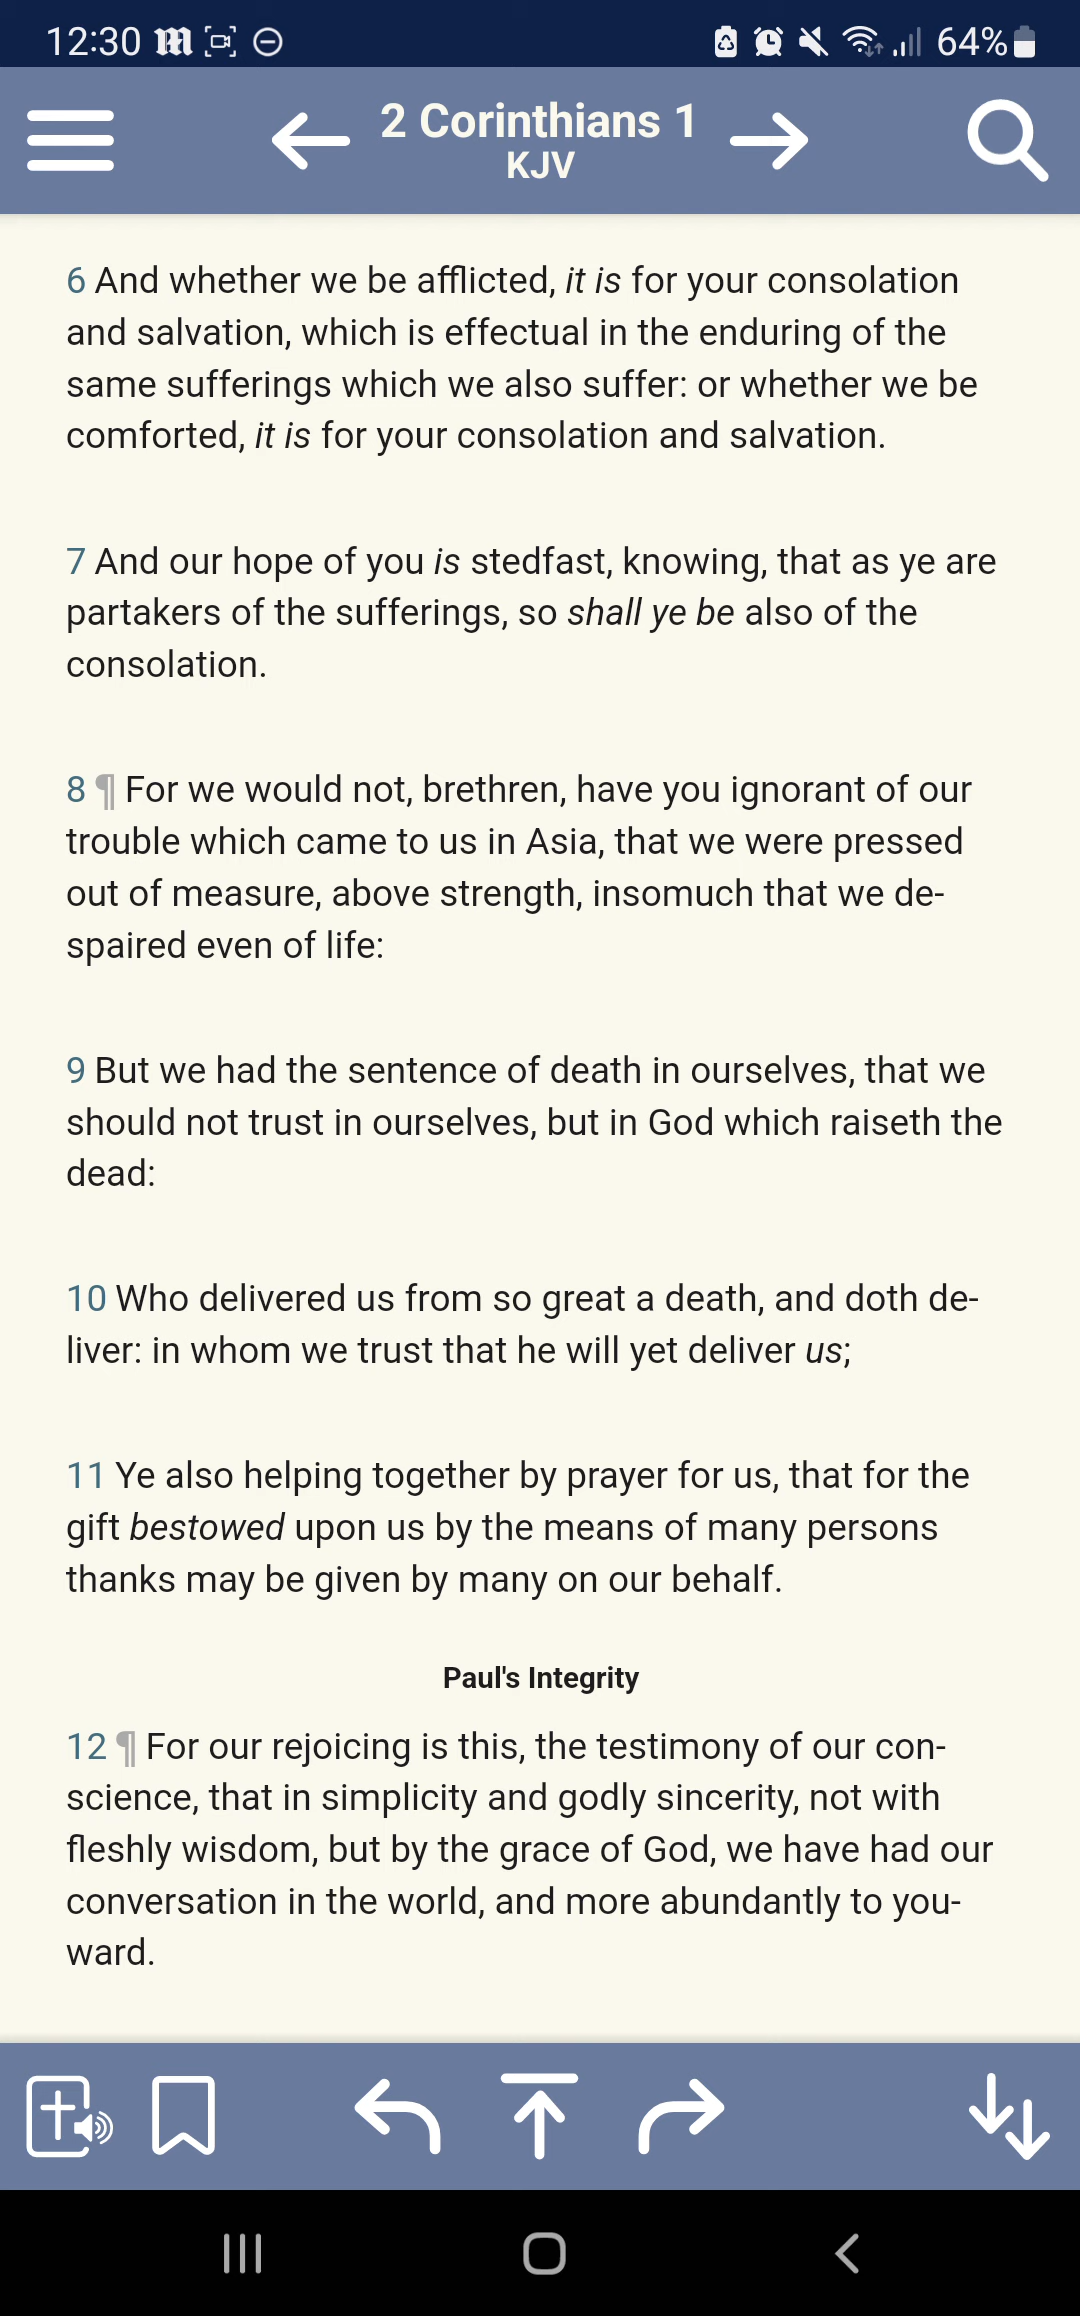 12:30
64%
2 Corinthians 1
KJV
6 And whether we be afflicted, it is for your consolation
and salvation, which is effectual in the enduring of the
same sufferings which we also suffer: or whether we be
comforted, it is for your consolation and salvation.
7 And our hope of you is stedfast, knowing, that as ye are
partakers of the sufferings, so shall ye be also of the
consolation.
8 ¶ For we would not, brethren, have you ignorant of our
trouble which came to us in Asia, that we were pressed
out of measure, above strength, insomuch that we de-
spaired even of life:
9 But we had the sentence of death in ourselves, that we
should not trust in ourselves, but in God which raiseth the
dead:
10 Who delivered us from so great a death, and doth de-
liver: in whom we trust that he will yet deliver us;
11 Ye also helping together by prayer for us, that for the
gift bestowed upon us by the means of many persons
thanks may be given by many on our behalf.
Paul's Integrity
12 ¶ For our rejoicing is this, the testimony of our con-
science, that in simplicity and godly sincerity, not with
fleshly wisdom, but by the grace of God, we have had our
conversation in the world, and more abundantly to you-
ward.